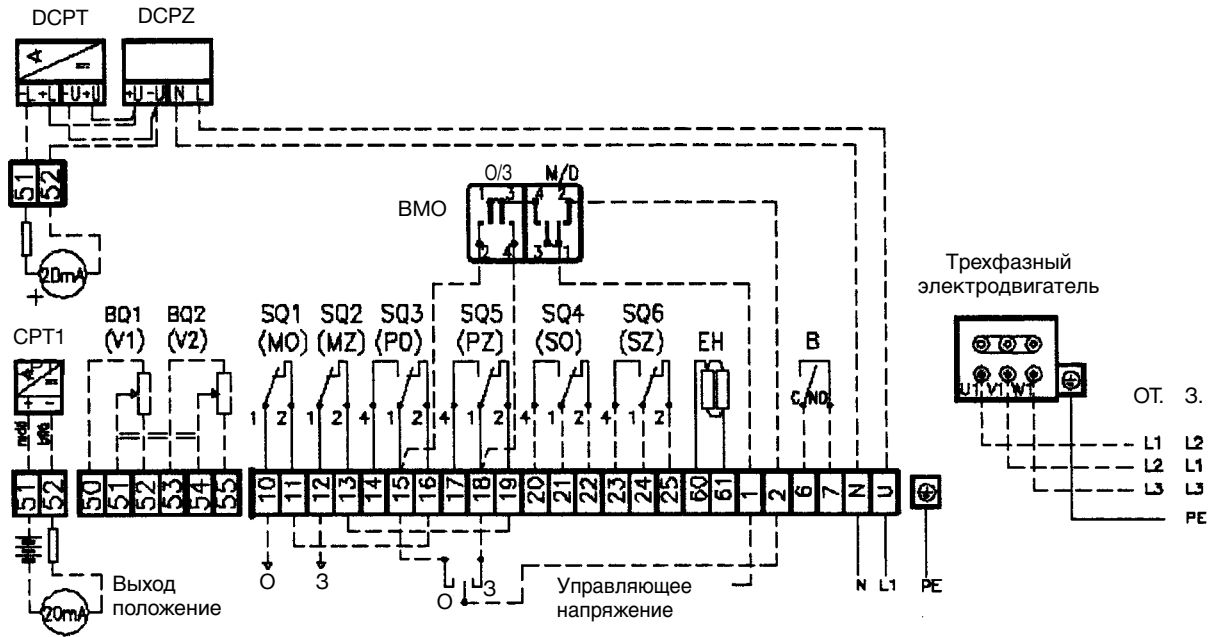 DCPT DCPZ
A
-L+L -U+U +U-U N L
51 52
20mA
+
О/З M/D
BMO
1 3 4 2
2 4 3 1
Трехфазный
электродвигатель
U1 V1 W1
ОТ. З.
L1 L2
L2 L1
L3 L3
PE
CPT1
+ -
BQ1 BQ2
(V1) (V2)
SQ1 SQ2 SQ3 SQ5 SQ4 SQ6
(MO) (MZ) (PO) (PZ) (SO) (SZ) EH B
C NO
1 2 1 2 4 1 2 4 1 2 4 1 2 4 1 2
51 52 50 51 52 53 54 55 10 11 12 13 14 15 16 17 18 19 20 21 22 23 24 25 60 61 1 2 6 7 N U
О З О З
Управляющее
напряжение
N L1 PE
Выход
положение
20mA